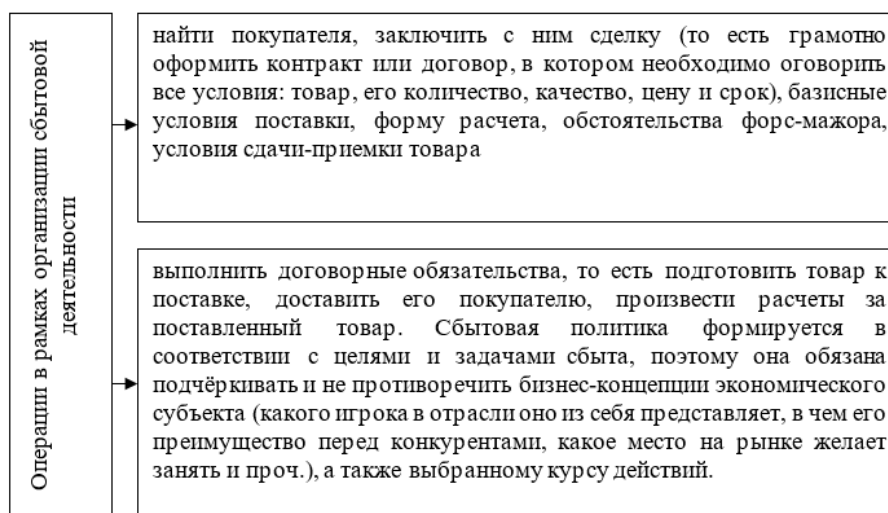 Операции в рамках организации сбытовой
деятельности
найти покупателя, заключить с ним сделку (то есть грамотно
оформить контракт или договор, в котором необходимо оговорить
все условия: товар, его количество, качество, цену и срок), базисные
условия поставки, форму расчета, обстоятельства форс-мажора,
условия сдачи-приемки товара
выполнить договорные обязательства, то есть подготовить товар к
поставке, доставить его покупателю, произвести расчеты за
поставленный товар. Сбытовая политика формируется в
соответствии с целями и задачами сбыта, поэтому она обязана
подчёркивать и не противоречить бизнес-концепции экономического
субъекта (какого игрока в отрасли оно из себя представляет, в чем его
преимущество перед конкурентами, какое место на рынке желает
занять и проч.), а также выбранному курсу действий.